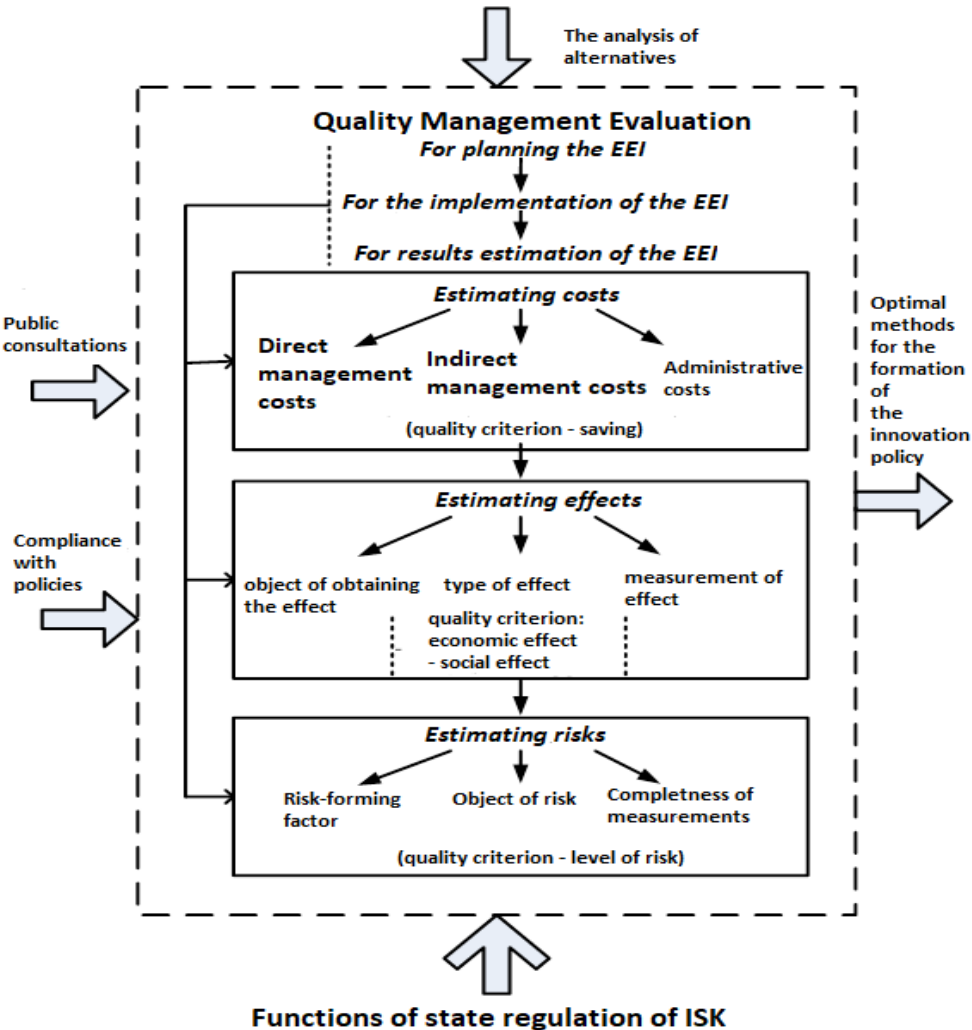 The analysis of
alternatives
Quality Management Evaluation
For planning the EEI
For the implementation of the EEI
For results estimation of the EEI
Estimating costs
Direct
management
costs
Indirect
management costs
Administrative
costs
(quality criterion - saving)
Public
consultations
Optimal
methods
for the
formation
of
the
innovation
policy
Estimating effects
object of obtaining
the effect
type of effect
measurement of
effect
quality criterion:
economic effect
- social effect
Compliance
with
policies
Estimating risks
Risk-forming
factor
Object of risk
Completness of
measurements
(quality criterion - level of risk)
Functions of state regulation of ISK